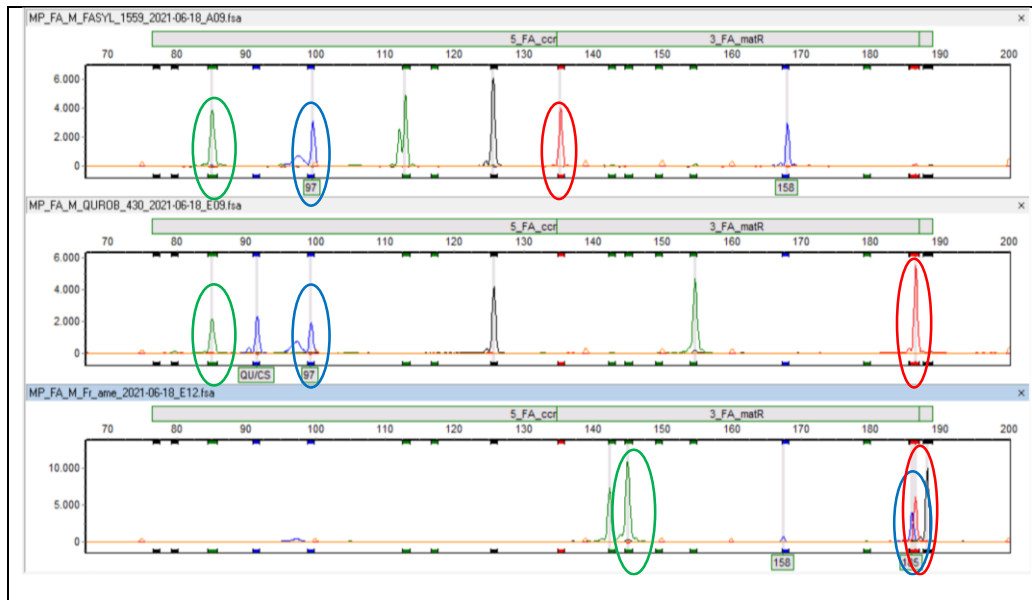 MP_FA_M_FASYL_1559_2021-06-18_A09.fsa ×
5_FA_ccr 3_FA_matR
70 80 90 100 110 120 130 140 150 160 170 180 190 200
6.000
4.000
2.000
0
97 158
MP_FA_M_QUROB_430_2021-06-18_E09.fsa ×
5_FA_ccr 3_FA_matR
70 80 90 100 110 120 130 140 150 160 170 180 190 200
6.000
4.000
2.000
0
QU/CS 97
MP_FA_M_Fr_ame_2021-06-18_E12.fsa ×
5_FA_ccr 3_FA_matR
70 80 90 100 110 120 130 140 150 160 170 180 190 200
10.000
5.000
0
158